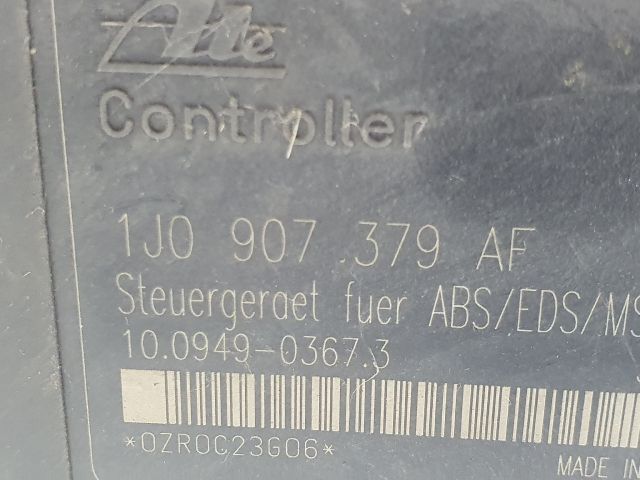 Ate
Controller
1J0 907 379 AF
Steuergeraet fuer ABS/EDS/MS
10.0949-0367.3
*0ZR0C23G06*
MADE IN